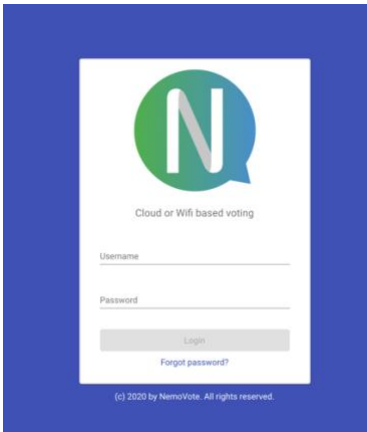 N
Cloud or Wifi based voting
Username
Password
Login
Forgot password?
(c) 2020 by NemoVote. All rights reserved.